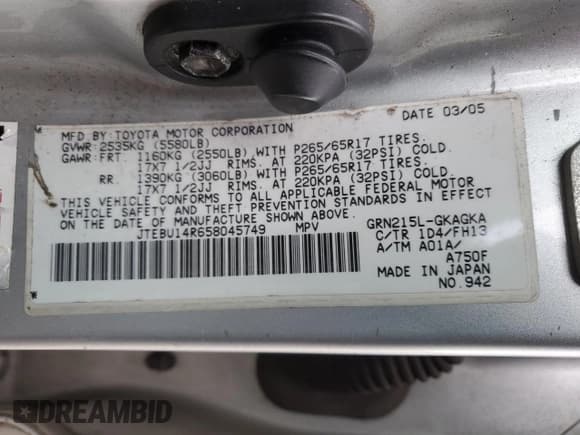 DATE 03/05
MFD BY: TOYOTA MOTOR CORPORATION
GVWR: 2535KG (5580LB)
GAWR: FRT. 1160KG (2550LB) WITH P265/65R17 TIRES.
17X7 1/2JJ RIMS. AT 220KPA (32PSI) COLD.
RR. 1390KG (3060LB) WITH P265/65R17 TIRES.
17X7 1/2JJ RIMS. AT 220KPA (32PSI) COLD.
THIS VEHICLE CONFORMS TO ALL APPLICABLE FEDERAL MOTOR
VEHICLE SAFETY AND THEFT PREVENTION STANDARDS IN EFFECT
ON THE DATE OF MANUFACTURE SHOWN ABOVE.
JTEBU14R658045749 MPV
GRN215L-GKAGKA
C/TR 1D4/FH13
A/TM A01A/
A750F
MADE IN JAPAN
NO.942
DREAMBID